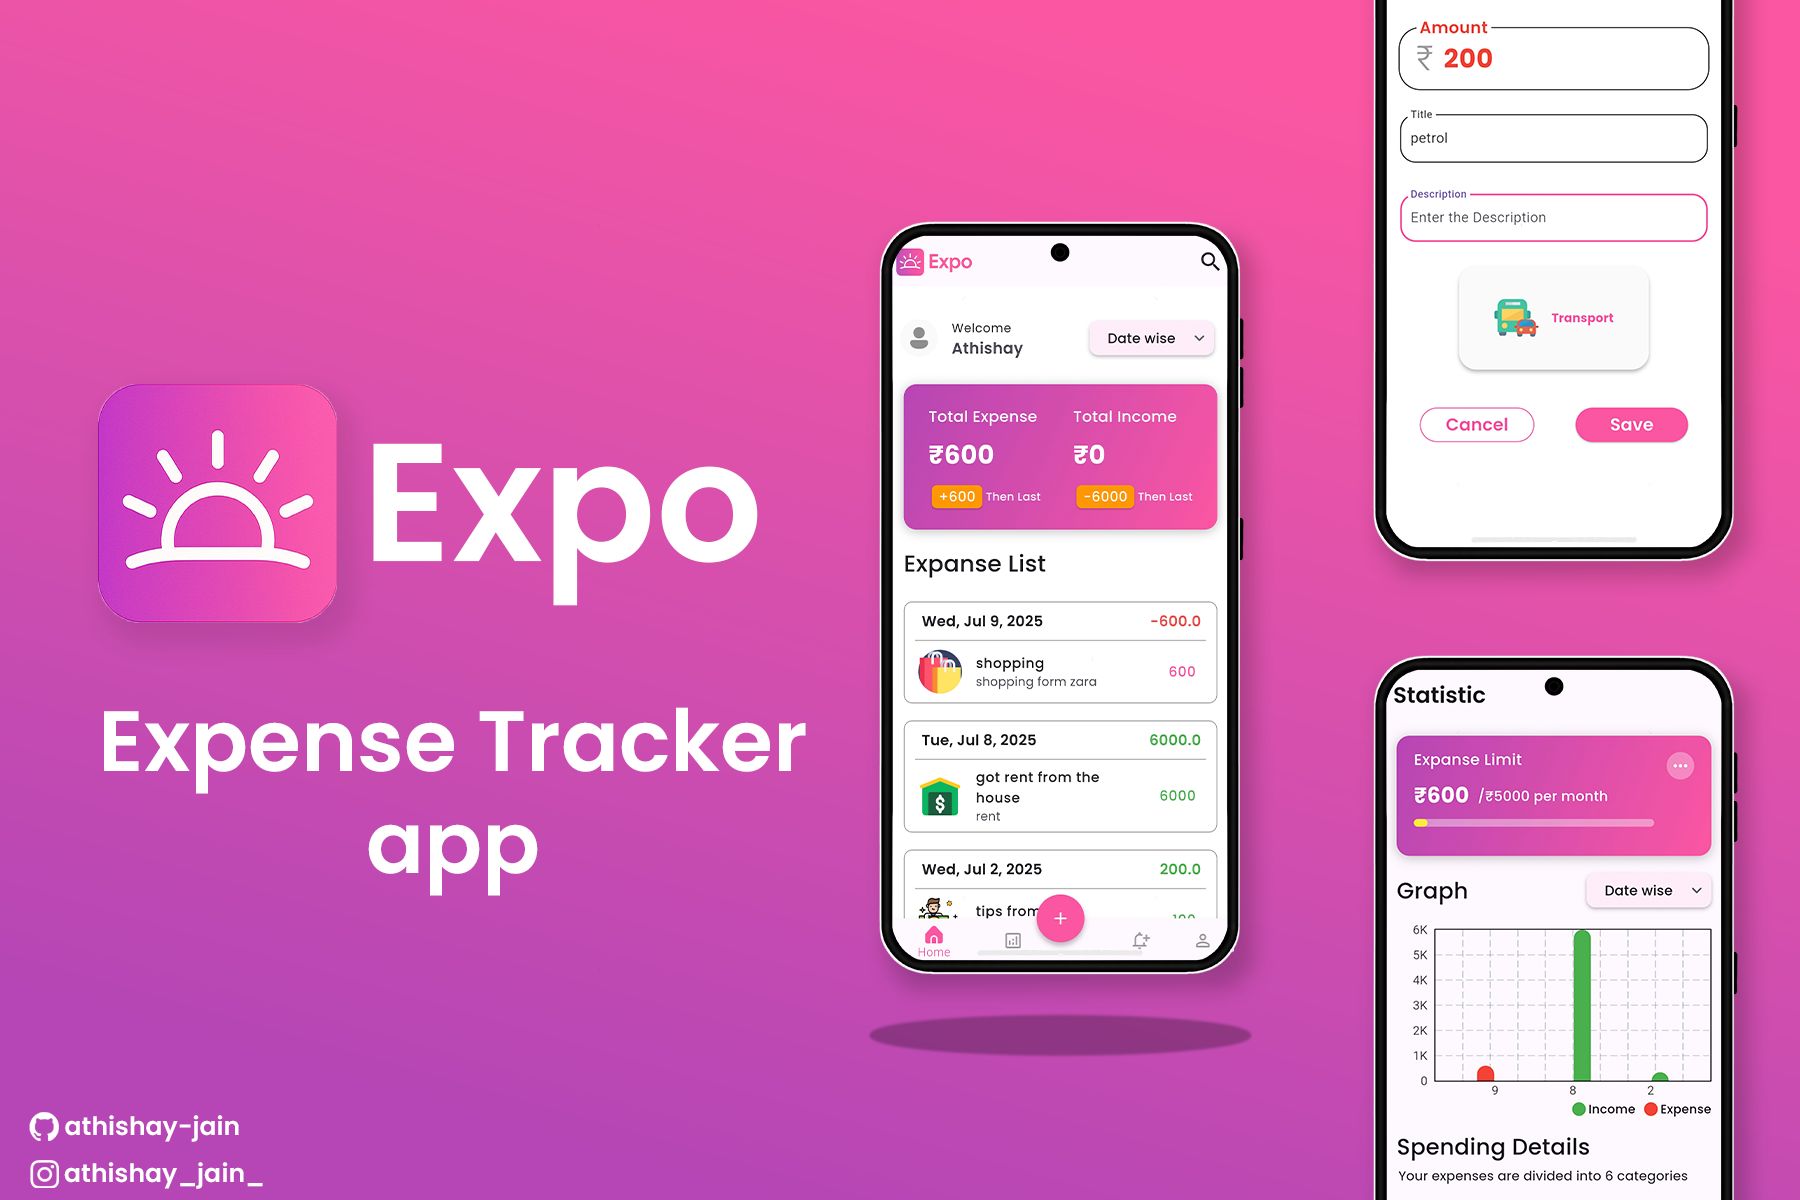 Expo
Expense Tracker
app
athishay-jain
athishay_jain_
Expo
Welcome
Athishay
Date wise
Total Expense
Total Income
₹600
₹0
+600 Then Last
-6000 Then Last
Expanse List
Wed, Jul 9, 2025
-600.0
shopping
shopping form zara
600
Tue, Jul 8, 2025
6000.0
got rent from the
house
rent
6000
Wed, Jul 2, 2025
200.0
tips from
100
+
Home
Amount
₹ 200
Title
petrol
Description
Enter the Description
Transport
Cancel
Save
Statistic
Expanse Limit
₹600 /₹5000 per month
Graph
Date wise
6K
5K
4K
3K
2K
1K
0
9
8
2
Income
Expense
Spending Details
Your expenses are divided into 6 categories